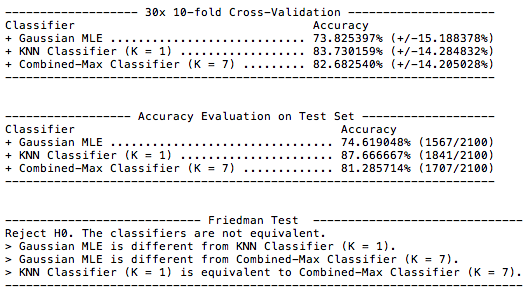 ------------------- 30x 10-fold Cross-Validation ---------------------
Classifier Accuracy
+ Gaussian MLE ............................ 73.825397% (+/-15.188378%)
+ KNN Classifier (K = 1) .................. 83.730159% (+/-14.284832%)
+ Combined-Max Classifier (K = 7) ......... 82.682540% (+/-14.205028%)
----------------------------------------------------------------------
------------------ Accuracy Evaluation on Test Set -------------------
Classifier Accuracy
+ Gaussian MLE ................................ 74.619048% (1567/2100)
+ KNN Classifier (K = 1) ...................... 87.666667% (1841/2100)
+ Combined-Max Classifier (K = 7) ............. 81.285714% (1707/2100)
----------------------------------------------------------------------
---------------------------- Friedman Test ------------------------------
Reject H0. The classifiers are not equivalent.
> Gaussian MLE is different from KNN Classifier (K = 1).
> Gaussian MLE is different from Combined-Max Classifier (K = 7).
> KNN Classifier (K = 1) is equivalent to Combined-Max Classifier (K = 7).
--------------------------------------------------------------------------